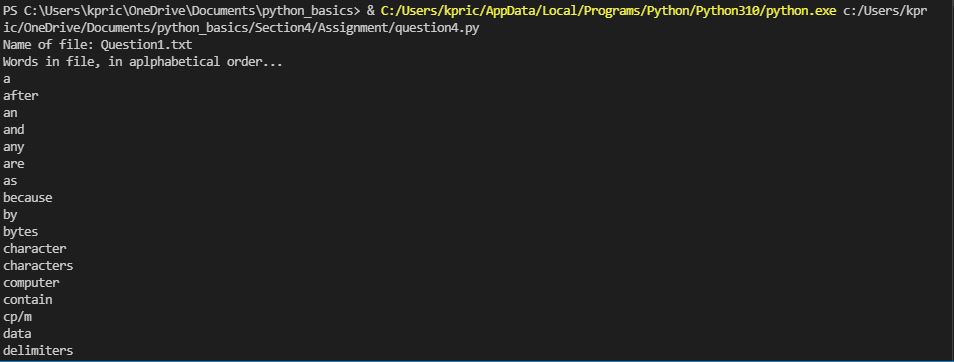 PS C:\Users\kpric\OneDrive\Documents\python_basics> & C:/Users/kpric/AppData/Local/Programs/Python/Python310/python.exe c:/Users/kpr
ic/OneDrive/Documents/python_basics/Section4/Assignment/question4.py
Name of file: Question1.txt
Words in file, in aplphabetical order...
a
after
an
and
any
are
as
because
by
bytes
character
characters
computer
contain
cp/m
data
delimiters